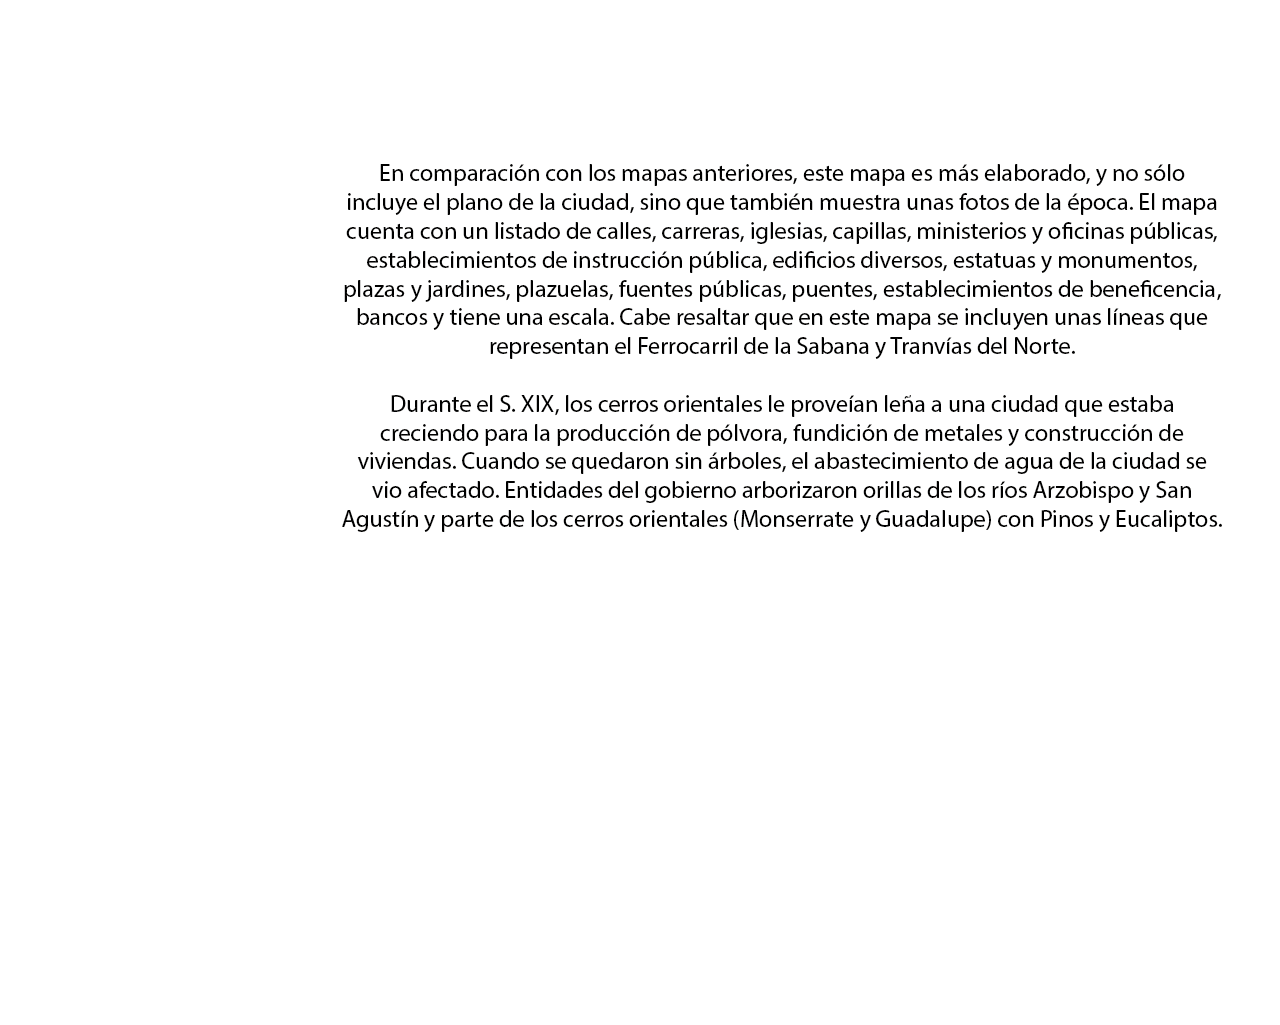 En comparación con los mapas anteriores, este mapa es más elaborado, y no sólo
incluye el plano de la ciudad, sino que también muestra unas fotos de la época. El mapa
cuenta con un listado de calles, carreras, iglesias, capillas, ministerios y oficinas públicas,
establecimientos de instrucción pública, edificios diversos, estatuas y monumentos,
plazas y jardines, plazuelas, fuentes públicas, puentes, establecimientos de beneficencia,
bancos y tiene una escala. Cabe resaltar que en este mapa se incluyen unas líneas que
representan el Ferrocarril de la Sabana y Tranvías del Norte.
Durante el S. XIX, los cerros orientales le proveían leña a una ciudad que estaba
creciendo para la producción de pólvora, fundición de metales y construcción de
viviendas. Cuando se quedaron sin árboles, el abastecimiento de agua de la ciudad se
vio afectado. Entidades del gobierno arborizaron orillas de los ríos Arzobispo y San
Agustín y parte de los cerros orientales (Monserrate y Guadalupe) con Pinos y Eucaliptos.